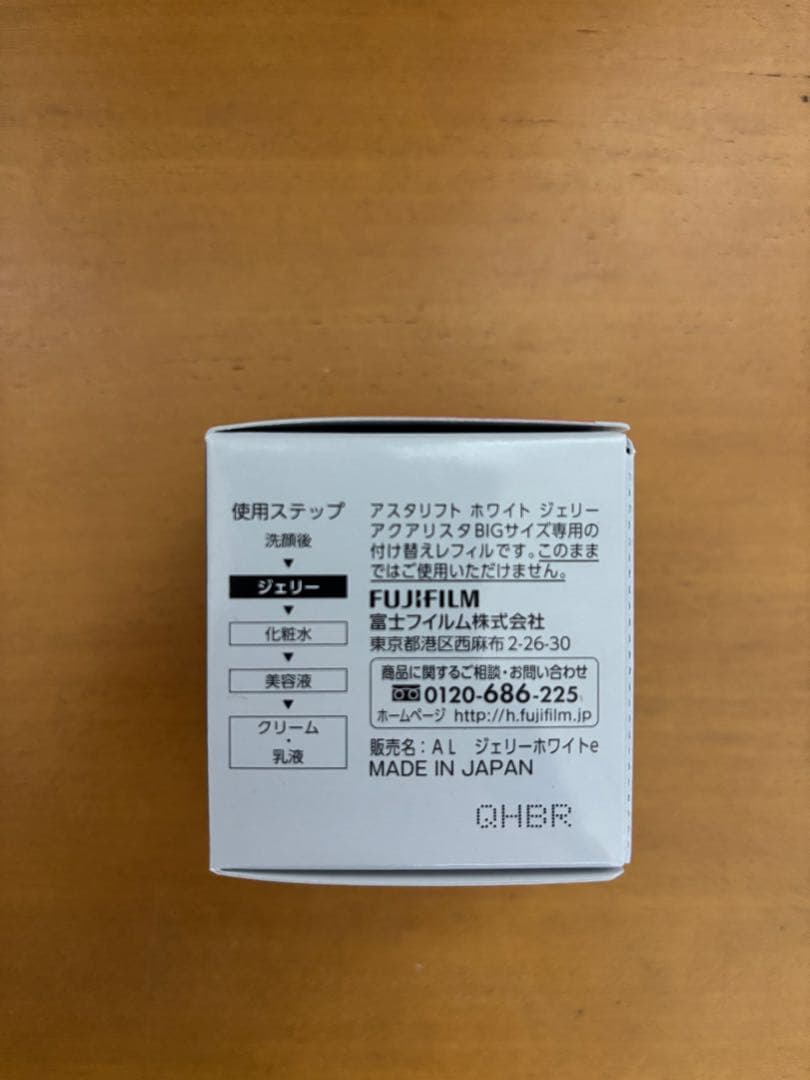 使用ステップ
洗顔後
▼
ジェリー
▼
化粧水
▼
美容液
▼
クリーム
・
乳液
アスタリフト ホワイト ジェリー
アクアリスタBIGサイズ専用の
付け替えレフィルです。このまま
ではご使用いただけません。
FUJIFILM
富士フイルム株式会社
東京都港区西麻布2-26-30
商品に関するご相談・お問い合わせ
0120-686-225
ホームページ http://h.fujifilm.jp
販売名：AL ジェリーホワイトe
MADE IN JAPAN
QHBR